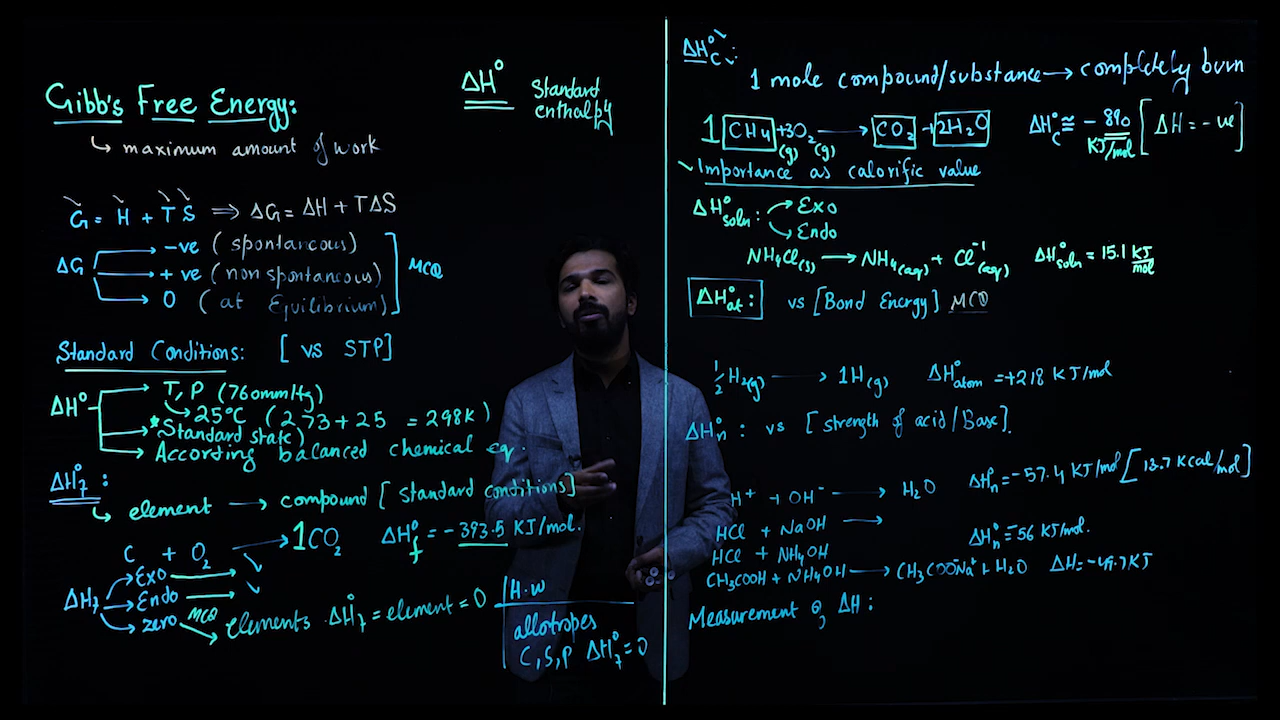 Gibb's Free Energy:
↳ maximum amount of work
G = H + TS ⇒ ΔG = ΔH + TΔS
ΔG → -ve (spontaneous)
→ +ve (non spontaneous)
→ 0 (at Equilibrium)
MCQ
Standard Conditions: [vs STP]
ΔH° → T, P (760mmHg)
↳ 25°C (273+25 = 298K)
→ *Standard state)
→ According balanced chemical eq.
ΔH°f :
↳ element → compound [Standard conditions]
C + O₂ → 1CO₂ ΔH°f = -393.5 KJ/mol.
ΔHf → Exo →
→ Endo →
→ zero MCQ → elements ΔH°f = element = 0
H.w
allotropes
C, S, P ΔH°f = 0
ΔH° Standard
enthalpy
ΔH°c :
1 mole compound/substance → completely burn
1 CH₄(g) + 3O₂(g) → CO₂ + 2H₂O ΔH°c ≅ -890 KJ/mol [ΔH = -ve]
Importance as calorific value
ΔH°soln : → Exo
→ Endo
NH₄Cl(s) → NH₄(aq) + Cl⁻¹(aq) ΔH°soln = 15.1 KJ/mol
ΔH°at : vs [Bond Energy] MCQ
½H₂(g) → 1H(g) ΔH°atom = +218 KJ/mol
ΔH°n : vs [strength of acid/Base].
H⁺ + OH⁻ → H₂O ΔH°n = -57.4 KJ/mol [13.7 Kcal/mol]
HCl + NaOH →
HCl + NH₄OH ΔH°n = -56 KJ/mol.
CH₃COOH + NH₄OH → CH₃COONa⁺ + H₂O ΔH = -49.7 KJ
Measurement of ΔH :